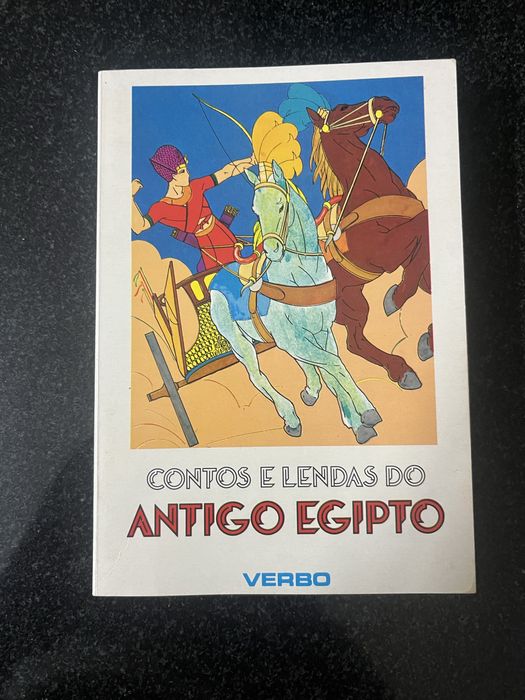 CONTOS E LENDAS DO
ANTIGO EGIPTO
VERBO